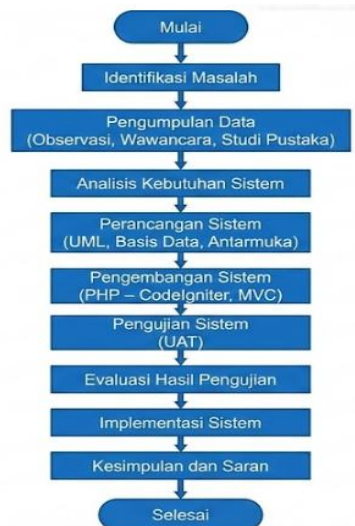 Mulai
Identifikasi Masalah
Pengumpulan Data
(Observasi, Wawancara, Studi Pustaka)
Analisis Kebutuhan Sistem
Perancangan Sistem
(UML, Basis Data, Antarmuka)
Pengembangan Sistem
(PHP – CodeIgniter, MVC)
Pengujian Sistem
(UAT)
Evaluasi Hasil Pengujian
Implementasi Sistem
Kesimpulan dan Saran
Selesai